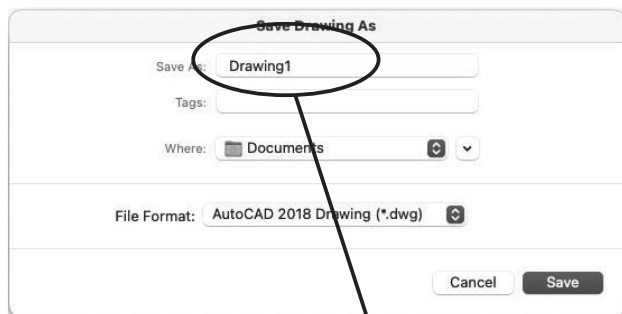 Save Drawing As
Save As: Drawing1
Tags:
Where: Documents
File Format: AutoCAD 2018 Drawing (*.dwg)
Cancel Save